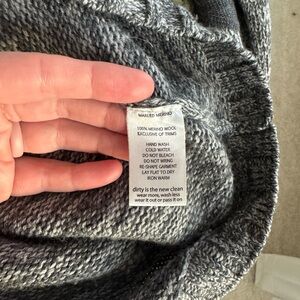 MARLED MERINO
100% MERINO WOOL
EXCLUSIVE OF TRIMS
HAND WASH
COLD WATER
DO NOT BLEACH
DO NOT WRING
RE-SHAPE GARMENT
LAY FLAT TO DRY
IRON WARM
dirty is the new clean
wear more, wash less
wear it out or pass it on